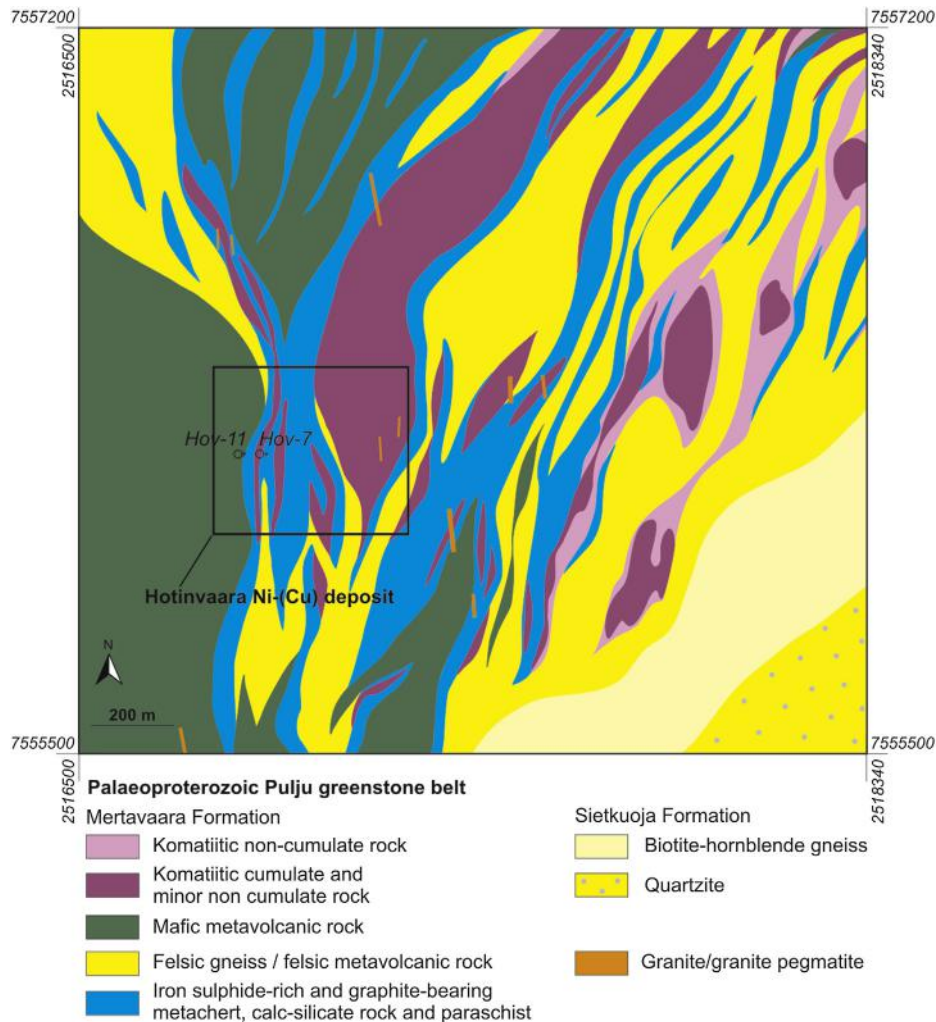 7557200
7557200
2516500
2518340
Hov-11 Hov-7
Hotinvaara Ni-(Cu) deposit
N
200 m
7555500
7555500
2516500
2518340
Palaeoproterozoic Pulju greenstone belt
Mertavaara Formation
Komatiitic non-cumulate rock
Komatiitic cumulate and
minor non cumulate rock
Mafic metavolcanic rock
Felsic gneiss / felsic metavolcanic rock
Iron sulphide-rich and graphite-bearing
metachert, calc-silicate rock and paraschist
Sietkuoja Formation
Biotite-hornblende gneiss
Quartzite
Granite/granite pegmatite